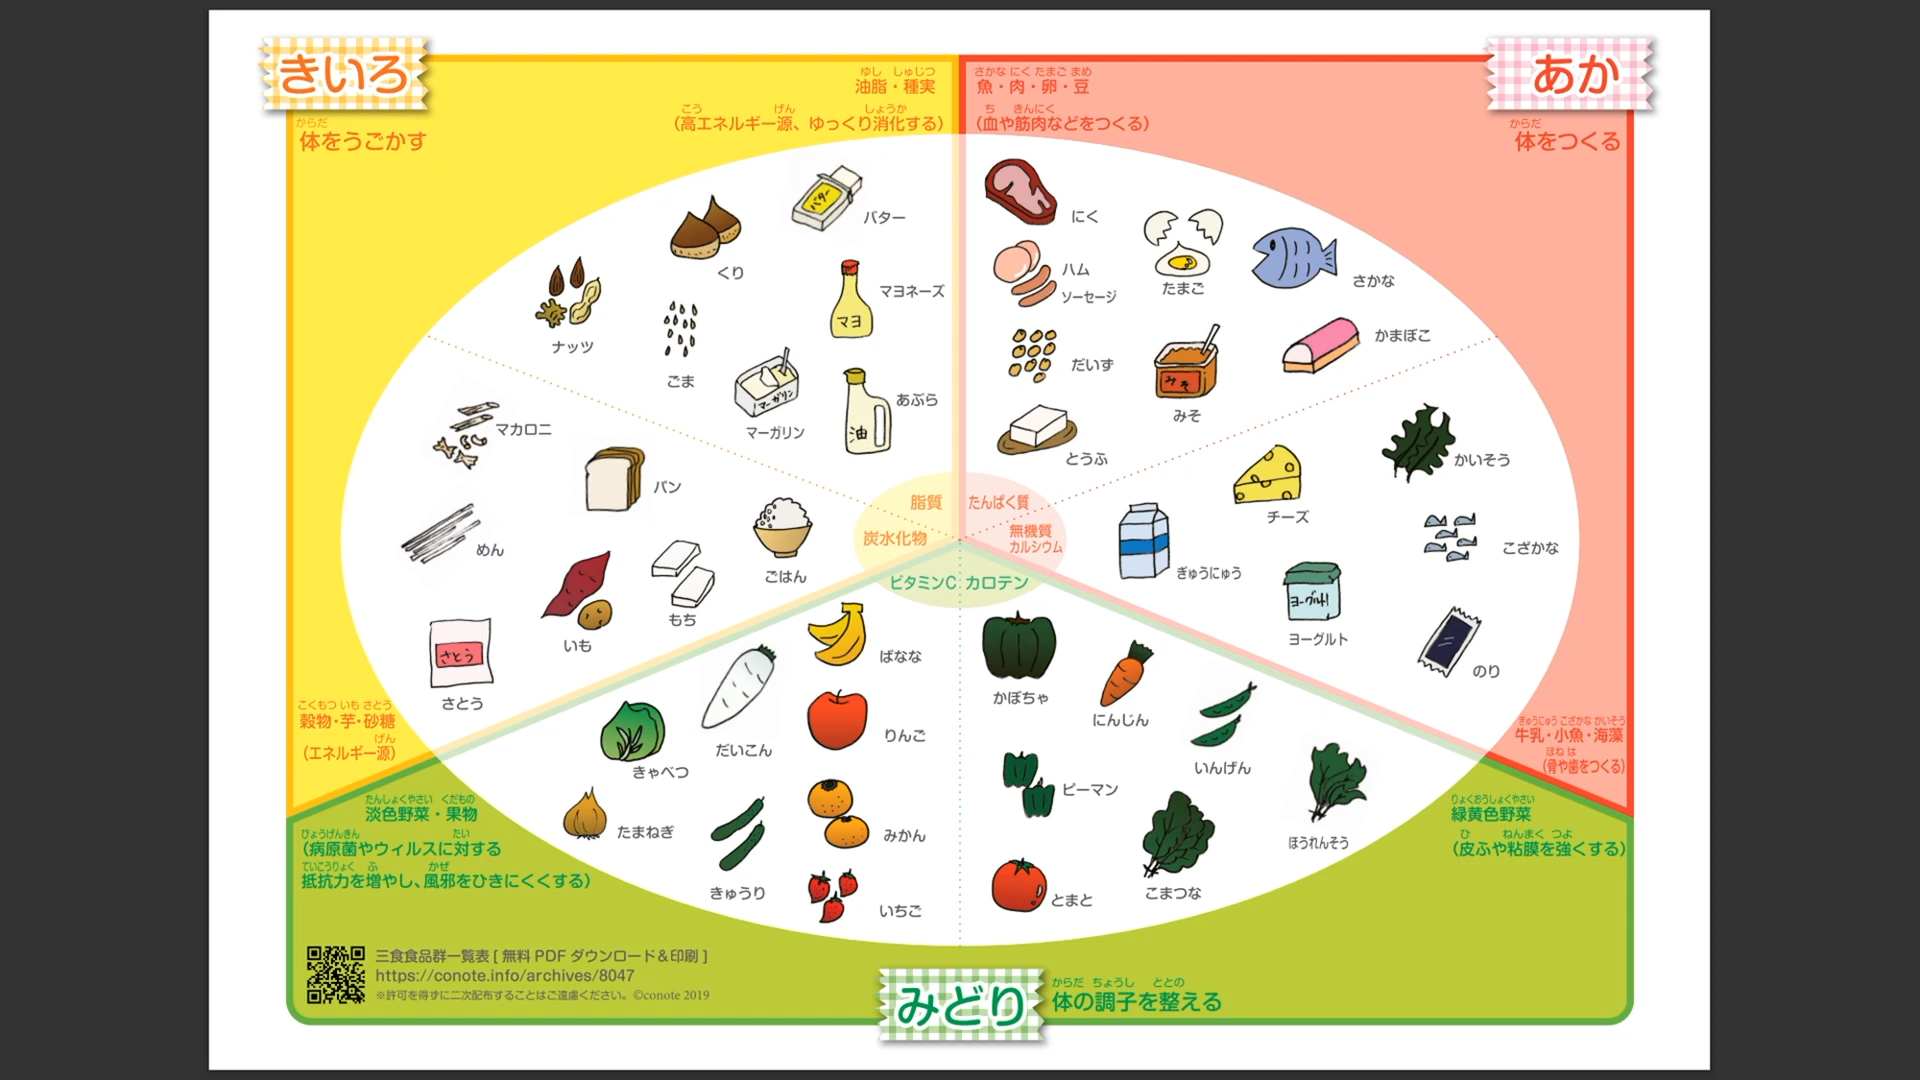 きいろ
からだ
体をうごかす
ゆし しゅじつ
油脂・種実
こう げん しょうか
(高エネルギー源、ゆっくり消化する)
バター
くり
マヨネーズ
マヨ
ナッツ
ごま
マーガリン
マーガリン
あぶら
油
バター
マカロニ
パン
めん
ごはん
いも
もち
さとう
さとう
こくもつ いも さとう
穀物・芋・砂糖
げん
(エネルギー源)
脂質
炭水化物
あか
からだ
体をつくる
さかな にく たまご まめ
魚・肉・卵・豆
ち きんにく
(血や筋肉などをつくる)
にく
ハム
ソーセージ
たまご
さかな
だいず
みそ
みそ
かまぼこ
とうふ
たんぱく質
無機質
カルシウム
チーズ
かいそう
ぎゅうにゅう
こざかな
ヨーグルト
ヨーグルト
のり
ぎゅうにゅう こざかな かいそう
牛乳・小魚・海藻
ほね は
(骨や歯をつくる)
ビタミンC カロテン
ばなな
りんご
だいこん
きゃべつ
たまねぎ
きゅうり
みかん
いちご
たんしょくやさい くだもの
淡色野菜・果物
びょうげんきん たい
(病原菌やウィルスに対する
ていこうりょく ふ かぜ
抵抗力を増やし、風邪をひきにくくする)
かぼちゃ
にんじん
いんげん
ピーマン
ほうれんそう
とまと
こまつな
りょくおうしょくやさい
緑黄色野菜
ひ ねんまく つよ
(皮ふや粘膜を強くする)
みどり
からだ ちょうし ととの
体の調子を整える
三食食品群一覧表 [ 無料 PDF ダウンロード&印刷 ]
https://conote.info/archives/8047
※許可を得ずに二次配布することはご遠慮ください。©conote 2019